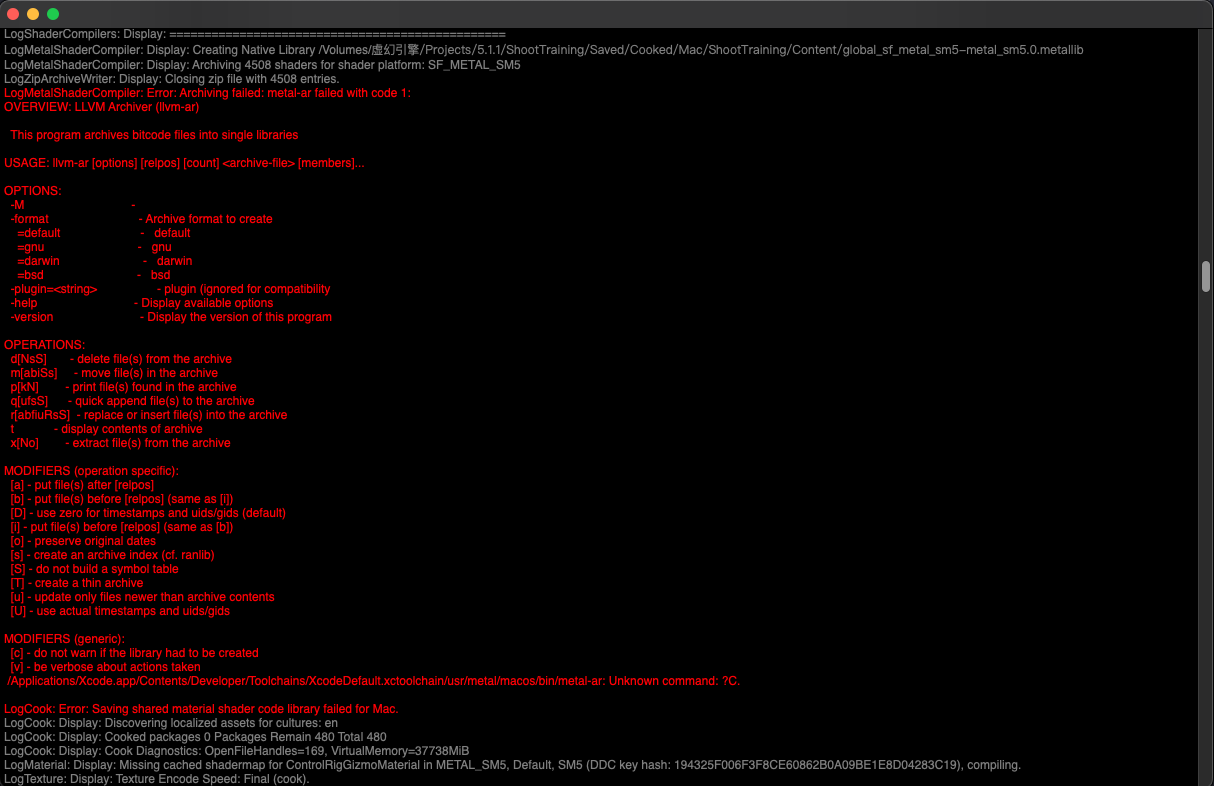 LogShaderCompilers: Display: ================================================
LogMetalShaderCompiler: Display: Creating Native Library /Volumes/虚幻引擎/Projects/5.1.1/ShootTraining/Saved/Cooked/Mac/ShootTraining/Content/global_sf_metal_sm5-metal_sm5.0.metallib
LogMetalShaderCompiler: Display: Archiving 4508 shaders for shader platform: SF_METAL_SM5
LogZipArchiveWriter: Display: Closing zip file with 4508 entries.
LogMetalShaderCompiler: Error: Archiving failed: metal-ar failed with code 1:
OVERVIEW: LLVM Archiver (llvm-ar)
This program archives bitcode files into single libraries
USAGE: llvm-ar [options] [relpos] [count] <archive-file> [members]...
OPTIONS:
-M -
-format - Archive format to create
=default - default
=gnu - gnu
=darwin - darwin
=bsd - bsd
-plugin=<string> - plugin (ignored for compatibility
-help - Display available options
-version - Display the version of this program
OPERATIONS:
d[NsS] - delete file(s) from the archive
m[abiSs] - move file(s) in the archive
p[kN] - print file(s) found in the archive
q[ufsS] - quick append file(s) to the archive
r[abfiuRsS] - replace or insert file(s) into the archive
t - display contents of archive
x[No] - extract file(s) from the archive
MODIFIERS (operation specific):
[a] - put file(s) after [relpos]
[b] - put file(s) before [relpos] (same as [i])
[D] - use zero for timestamps and uids/gids (default)
[i] - put file(s) before [relpos] (same as [b])
[o] - preserve original dates
[s] - create an archive index (cf. ranlib)
[S] - do not build a symbol table
[T] - create a thin archive
[u] - update only files newer than archive contents
[U] - use actual timestamps and uids/gids
MODIFIERS (generic):
[c] - do not warn if the library had to be created
[v] - be verbose about actions taken
/Applications/Xcode.app/Contents/Developer/Toolchains/XcodeDefault.xctoolchain/usr/metal/macos/bin/metal-ar: Unknown command: ?C.
LogCook: Error: Saving shared material shader code library failed for Mac.
LogCook: Display: Discovering localized assets for cultures: en
LogCook: Display: Cooked packages 0 Packages Remain 480 Total 480
LogCook: Display: Cook Diagnostics: OpenFileHandles=169, VirtualMemory=37738MiB
LogMaterial: Display: Missing cached shadermap for ControlRigGizmoMaterial in METAL_SM5, Default, SM5 (DDC key hash: 194325F006F3F8CE60862B0A09BE1E8D04283C19), compiling.
LogTexture: Display: Texture Encode Speed: Final (cook).